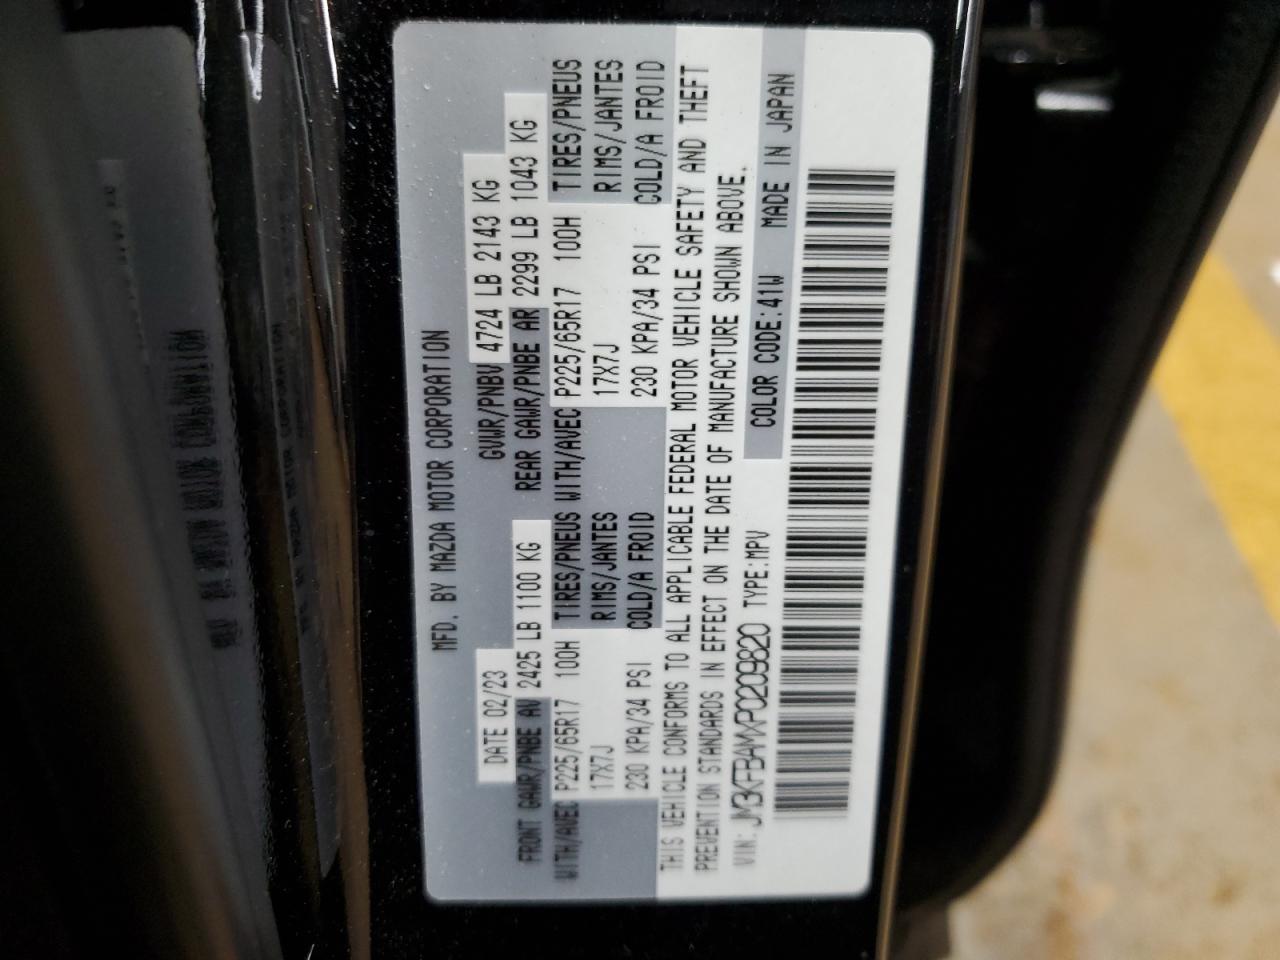 MFD. BY MAZDA MOTOR CORPORATION
DATE 02/23 GVWR/PNBV 4724 LB 2143 KG
FRONT GAWR/PNBE AV 2425 LB 1100 KG REAR GAWR/PNBE AR 2299 LB 1043 KG
WITH/AVEC P225/65R17 100H TIRES/PNEUS WITH/AVEC P225/65R17 100H TIRES/PNEUS
17X7J RIMS/JANTES 17X7J RIMS/JANTES
230 KPA/34 PSI COLD/A FROID 230 KPA/34 PSI COLD/A FROID
THIS VEHICLE CONFORMS TO ALL APPLICABLE FEDERAL MOTOR VEHICLE SAFETY AND THEFT
PREVENTION STANDARDS IN EFFECT ON THE DATE OF MANUFACTURE SHOWN ABOVE.
VIN: JM3KFBAMXP0209820 TYPE:MPV COLOR CODE:41W MADE IN JAPAN